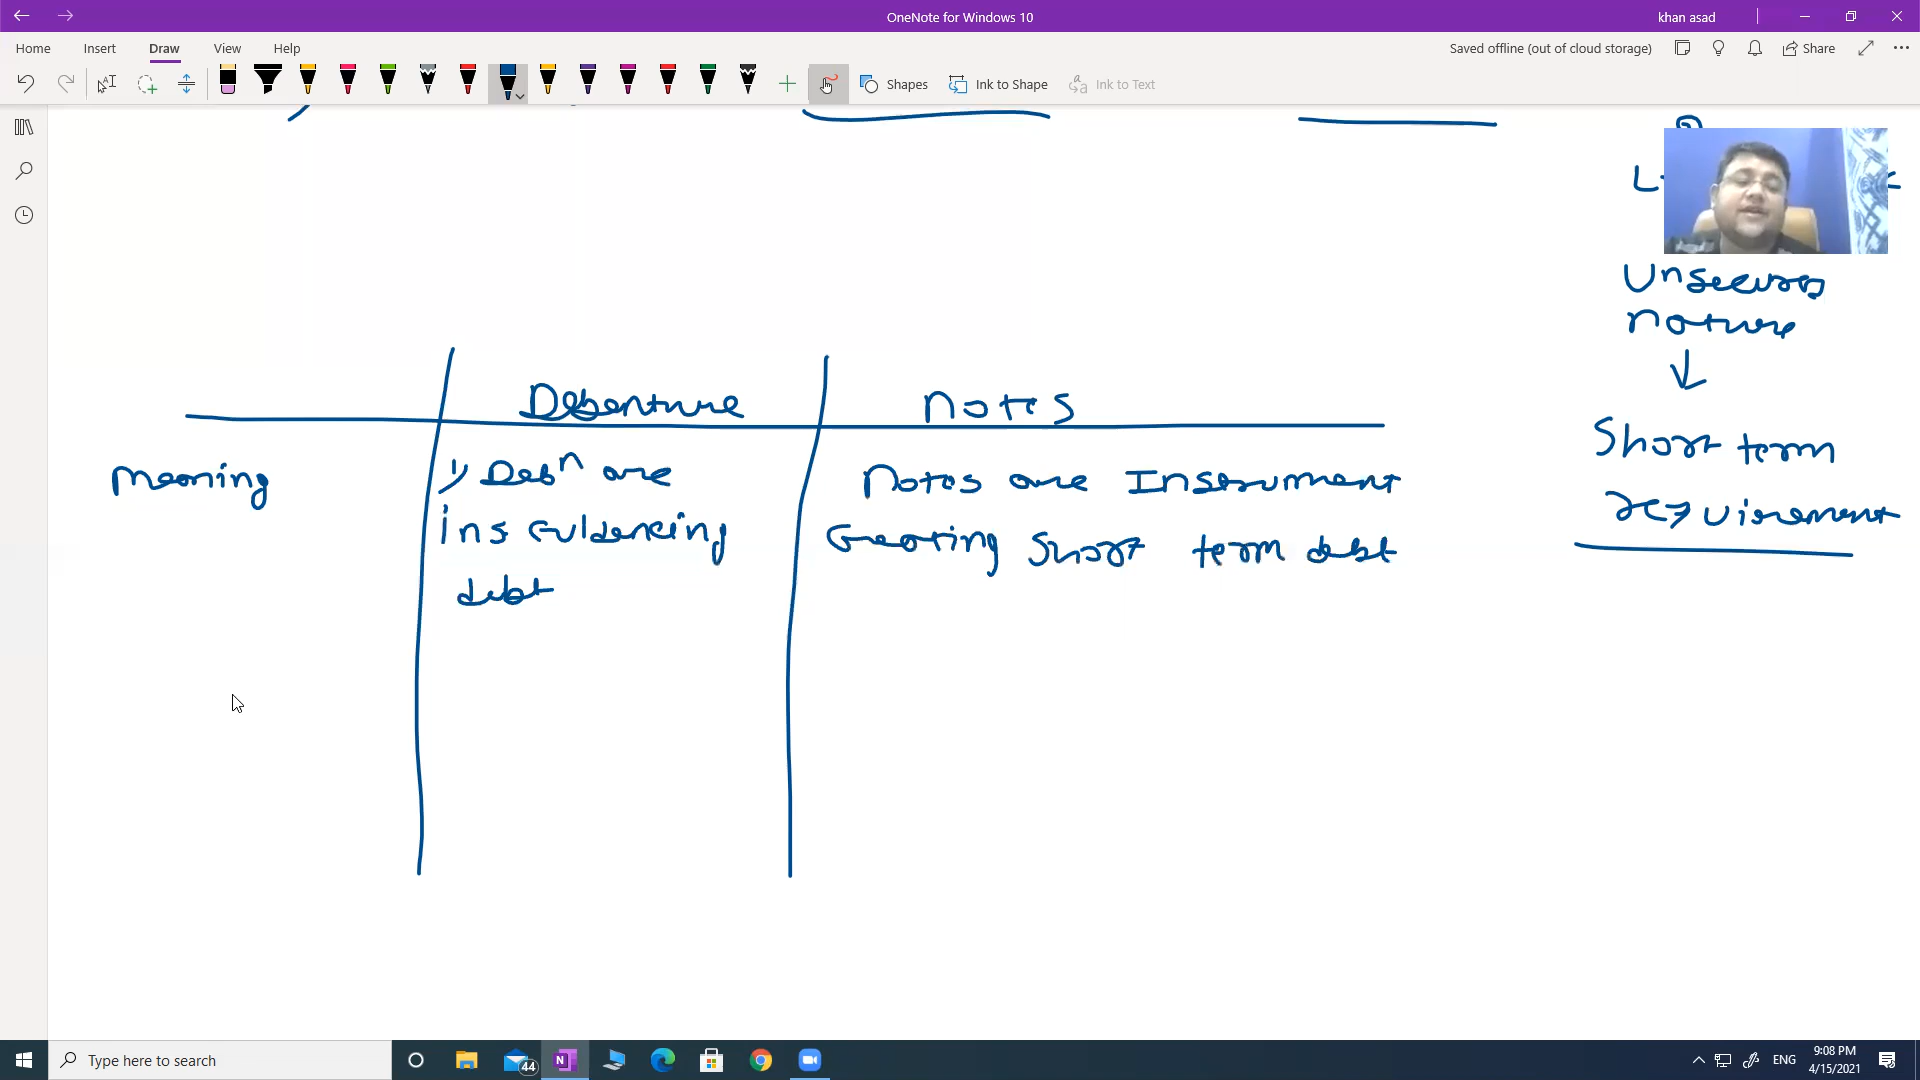 OneNote for Windows 10
khan asad
Home Insert Draw View Help
Saved offline (out of cloud storage)
Share
Shapes
Ink to Shape
Ink to Text
nature
Short term
Debenture
Notes
Meaning
1) Debⁿ are
Ins evidencing
debt
Notes are Instrument
Creating Short term debt
Type here to search
44
ENG
9:08 PM
4/15/2021